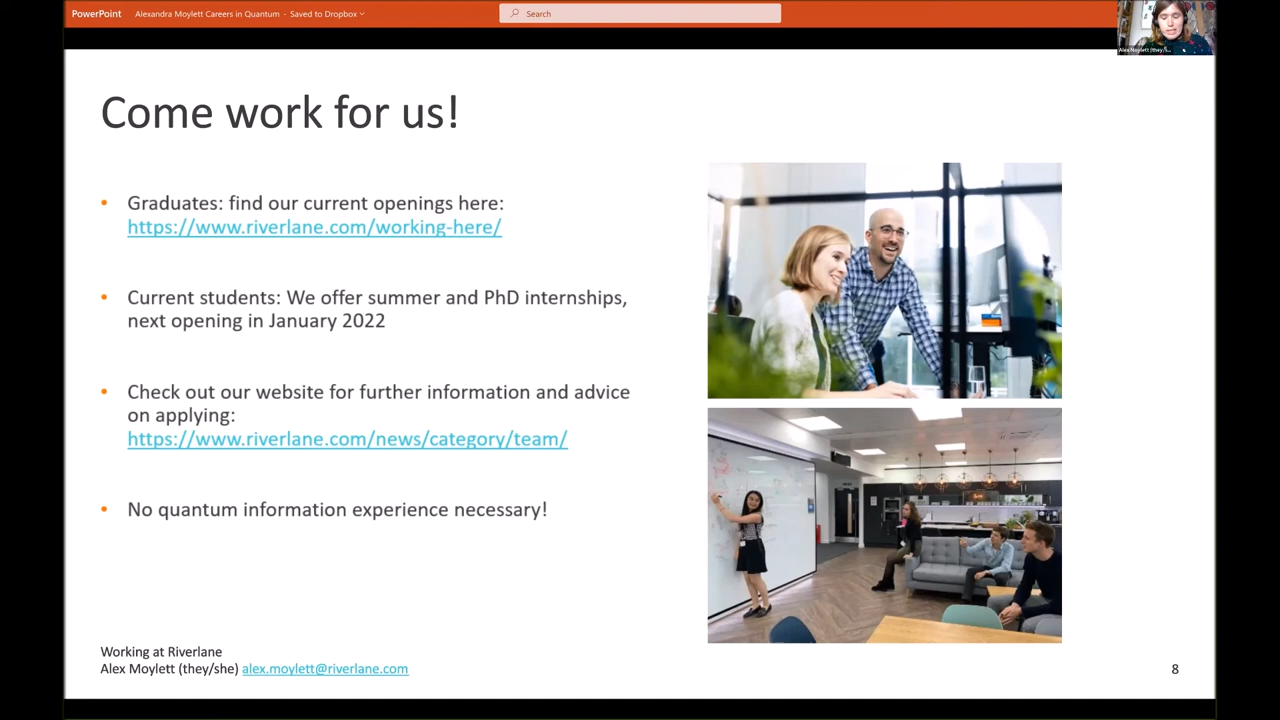 PowerPoint
Alexandra Moylett Careers in Quantum - Saved to Dropbox
Search
Come work for us!
• Graduates: find our current openings here:
https://www.riverlane.com/working-here/
• Current students: We offer summer and PhD internships,
next opening in January 2022
• Check out our website for further information and advice
on applying:
https://www.riverlane.com/news/category/team/
• No quantum information experience necessary!
Working at Riverlane
Alex Moylett (they/she) alex.moylett@riverlane.com
8
Alex Moylett (they/s...